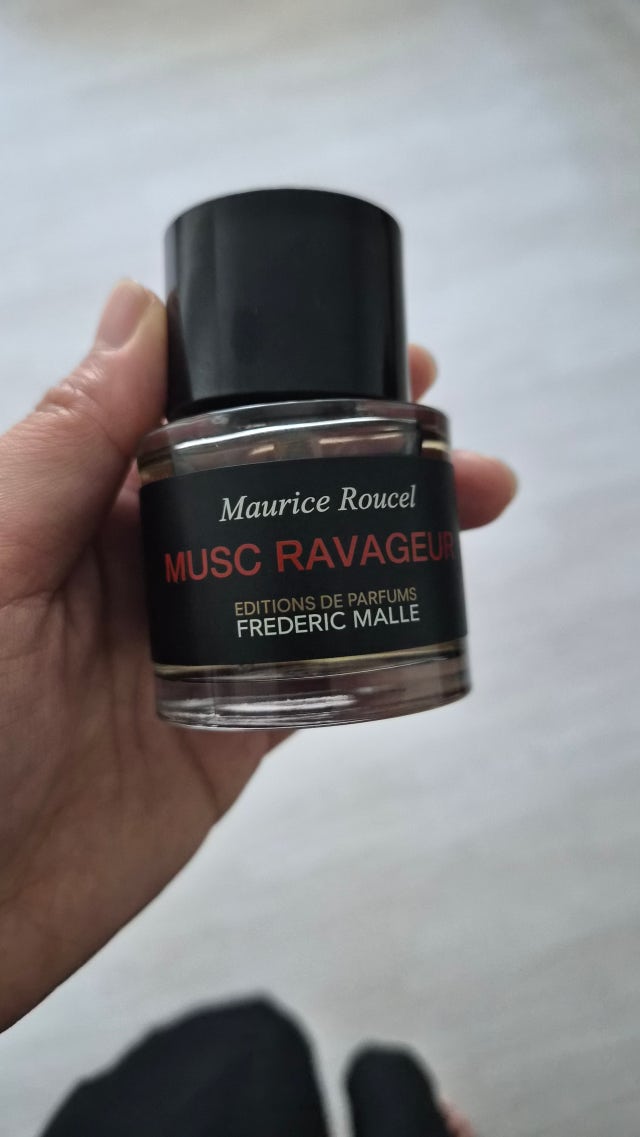 Maurice Roucel
MUSC RAVAGEUR
EDITIONS DE PARFUMS
FREDERIC MALLE